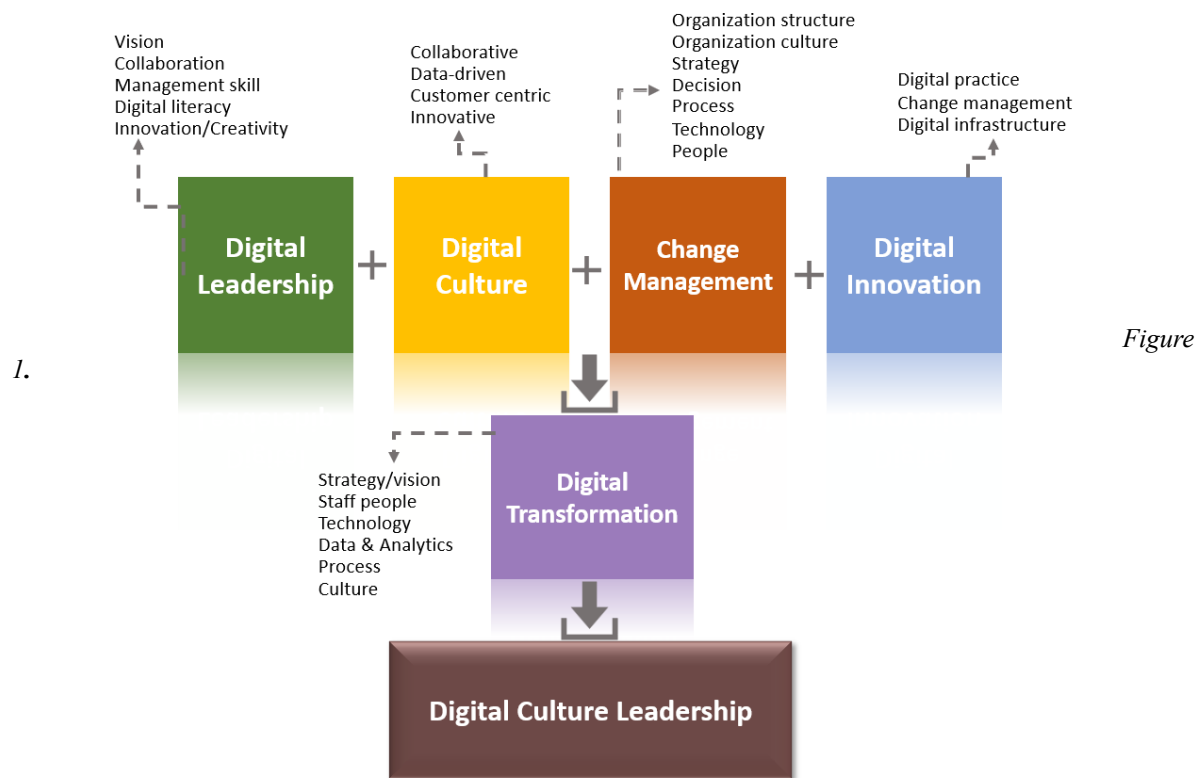 Vision
Collaboration
Management skill
Digital literacy
Innovation/Creativity
Collaborative
Data-driven
Customer centric
Innovative
Organization structure
Organization culture
Strategy
Decision
Process
Technology
People
Digital practice
Change management
Digital infrastructure
Digital
Leadership
+
Digital
Culture
+
Change
Management
+
Digital
Innovation
Figure
1.
Strategy/vision
Staff people
Technology
Data & Analytics
Process
Culture
Digital
Transformation
Digital Culture Leadership